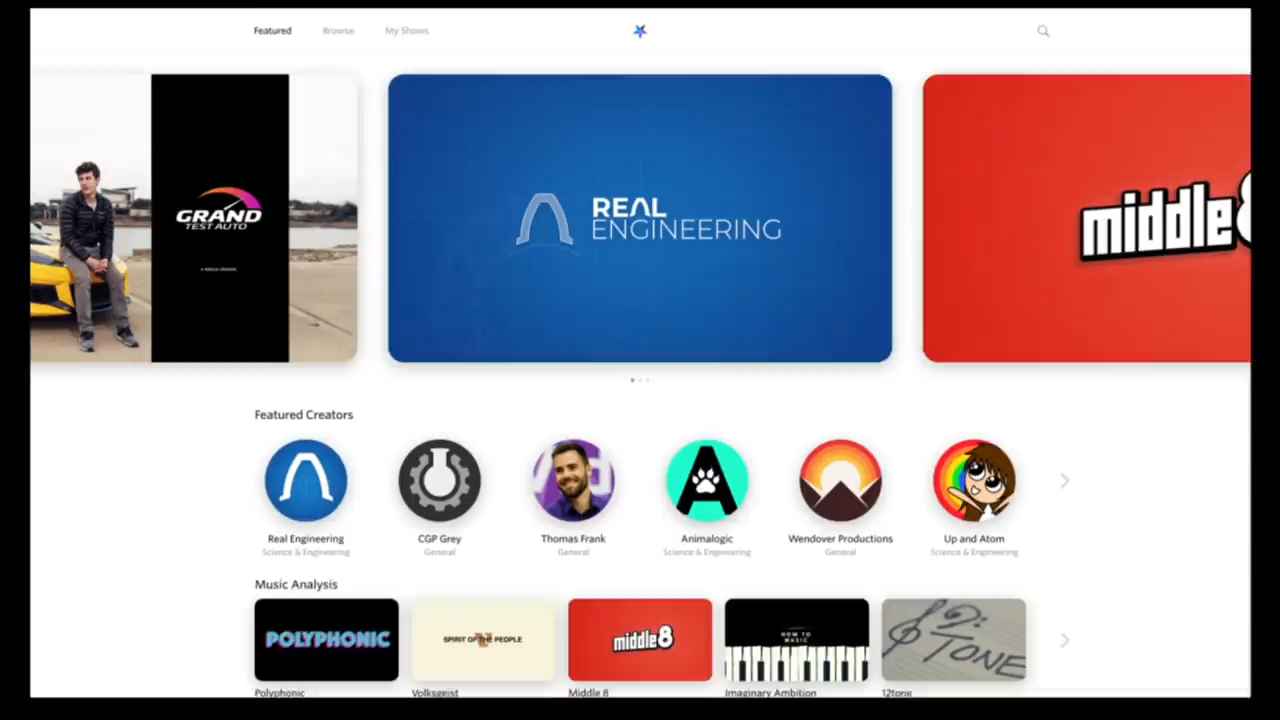 Featured
Browse
My Shows
GRAND
TEST AUTO
REAL
ENGINEERING
middle8
Featured Creators
Real Engineering
Science & Engineering
CGP Grey
General
Thomas Frank
General
Animalogic
Science & Engineering
Wendover Productions
General
Up and Atom
Science & Engineering
Music Analysis
POLYPHONIC
SPIRIT OF THE PEOPLE
middle8
HOW TO
MUSIC
12:
TONE
Polyphonic
Volksgeist
Middle 8
Imaginary Ambition
12tone